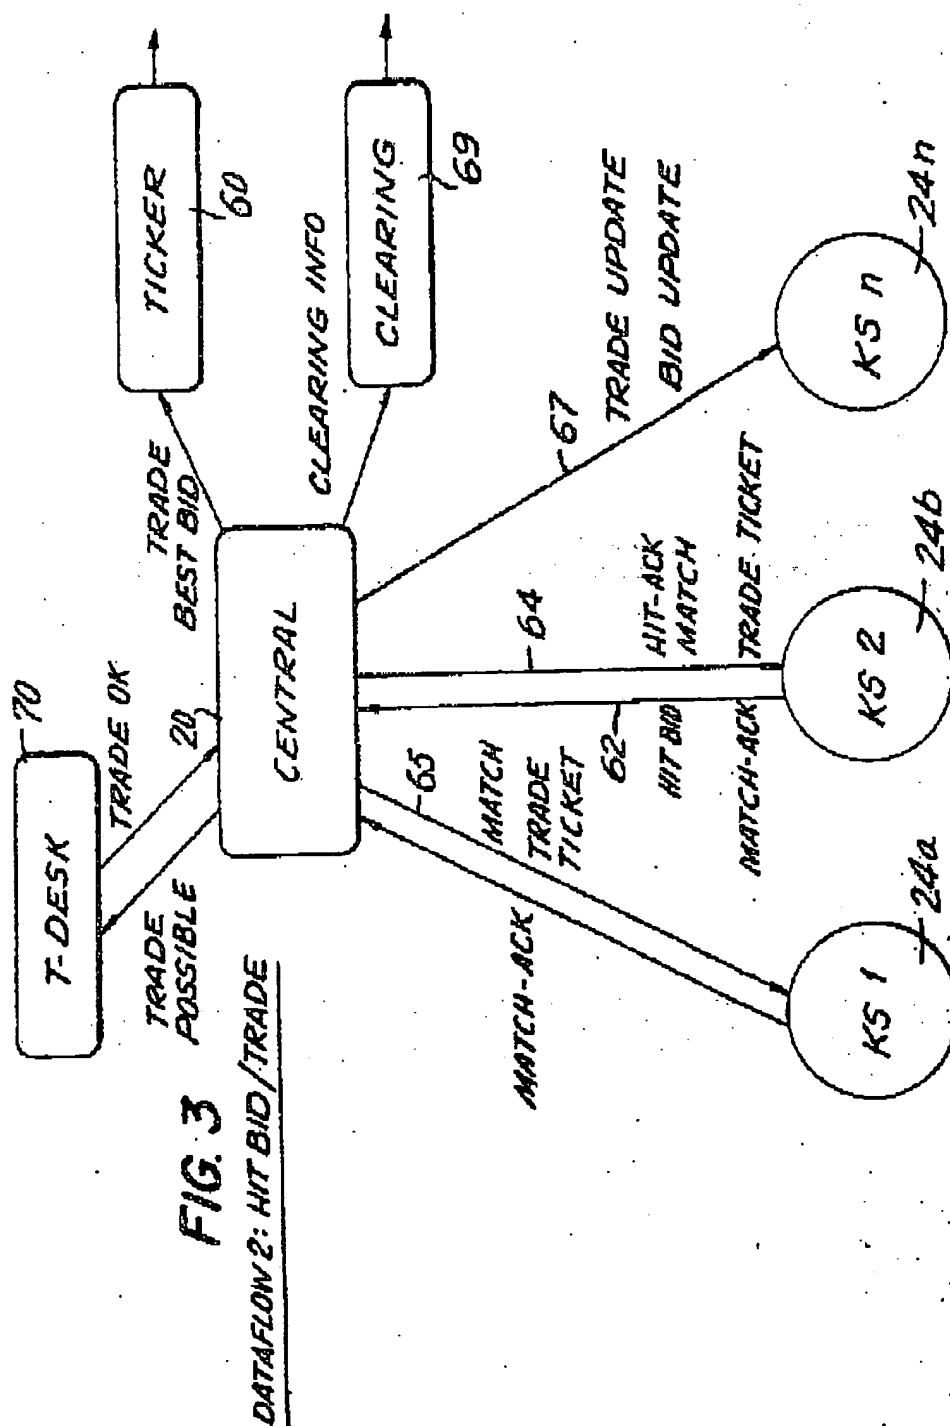 FIG. 3
DATAFLOW 2: HIT BID/TRADE
T-DESK
70
TRADE
POSSIBLE
TRADE OK
20
CENTRAL
TRADE
BEST BID
TICKER
60
CLEARING INFO
CLEARING
69
MATCH-ACK
65
MATCH
TRADE
TICKET
62
HIT BID
MATCH-ACK
64
HIT-ACK
MATCH
TRADE TICKET
67
TRADE UPDATE
BID UPDATE
KS 1
24a
KS 2
24b
KS n
24n